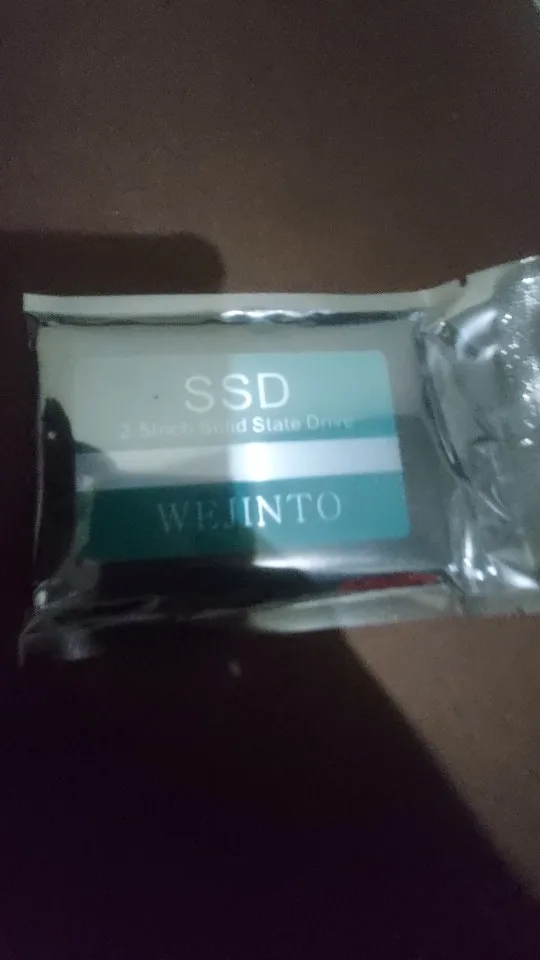 SSD
2.5Inch Solid State Drive
WEJINTO